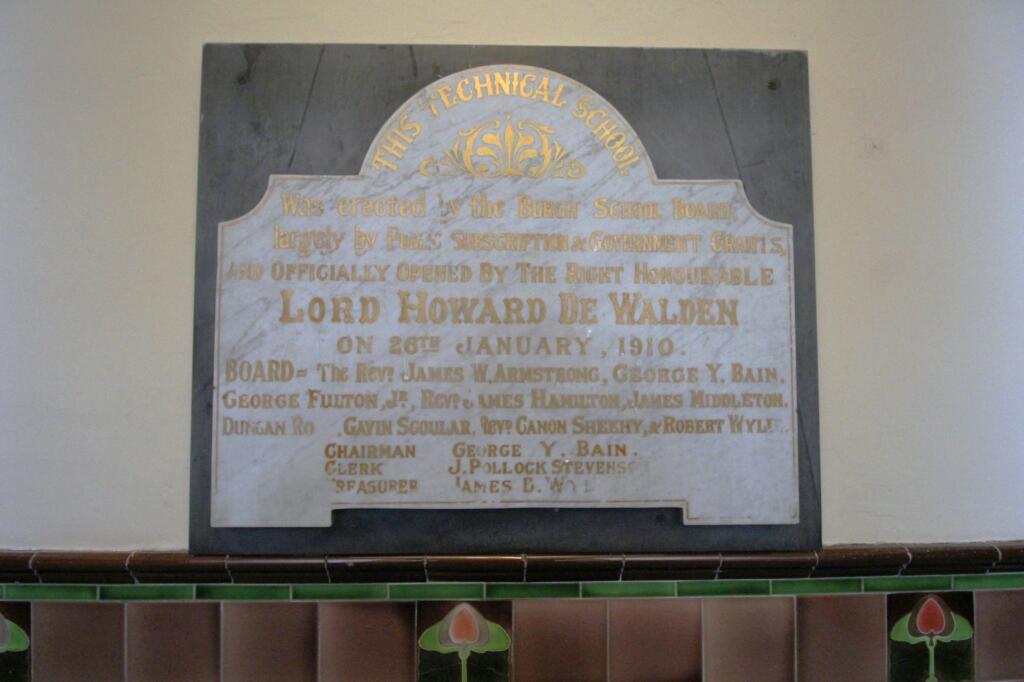 THIS TECHNICAL SCHOOL
Was erected by the BURGH SCHOOL BOARD,
largely by PUBLIC SUBSCRIPTION & GOVERNMENT GRANTS,
AND OFFICIALLY OPENED BY THE RIGHT HONOURABLE
LORD HOWARD DE WALDEN
ON 26TH JANUARY, 1910.
BOARD= The REVD JAMES W. ARMSTRONG, GEORGE Y. BAIN.
GEORGE FULTON, JR, REVD JAMES HAMILTON, JAMES MIDDLETON.
DUNCAN RO , GAVIN SCOULAR, REVD CANON SHEEHY, & ROBERT WYL
CHAIRMAN GEORGE Y. BAIN.
CLERK J. POLLOCK STEVENS
TREASURER JAMES